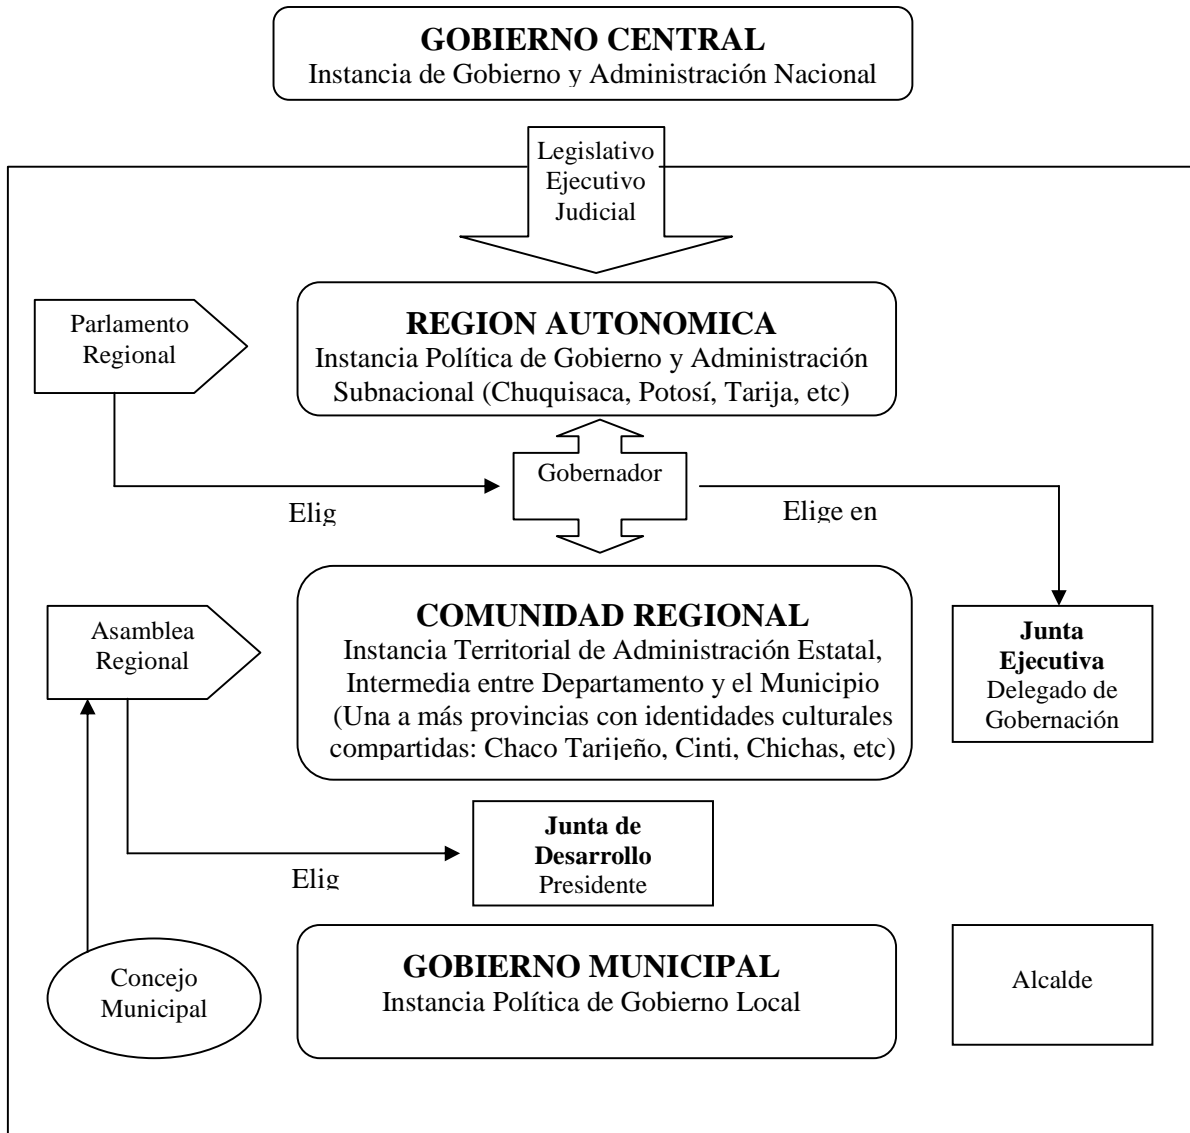 GOBIERNO CENTRAL
Instancia de Gobierno y Administración Nacional
Legislativo
Ejecutivo
Judicial
Parlamento
Regional
REGION AUTONOMICA
Instancia Política de Gobierno y Administración
Subnacional (Chuquisaca, Potosí, Tarija, etc)
Gobernador
Elig
Elige en
Asamblea
Regional
COMUNIDAD REGIONAL
Instancia Territorial de Administración Estatal,
Intermedia entre Departamento y el Municipio
(Una a más provincias con identidades culturales
compartidas: Chaco Tarijeño, Cinti, Chichas, etc)
Junta
Ejecutiva
Delegado de
Gobernación
Junta de
Desarrollo
Presidente
Elig
Concejo
Municipal
GOBIERNO MUNICIPAL
Instancia Política de Gobierno Local
Alcalde